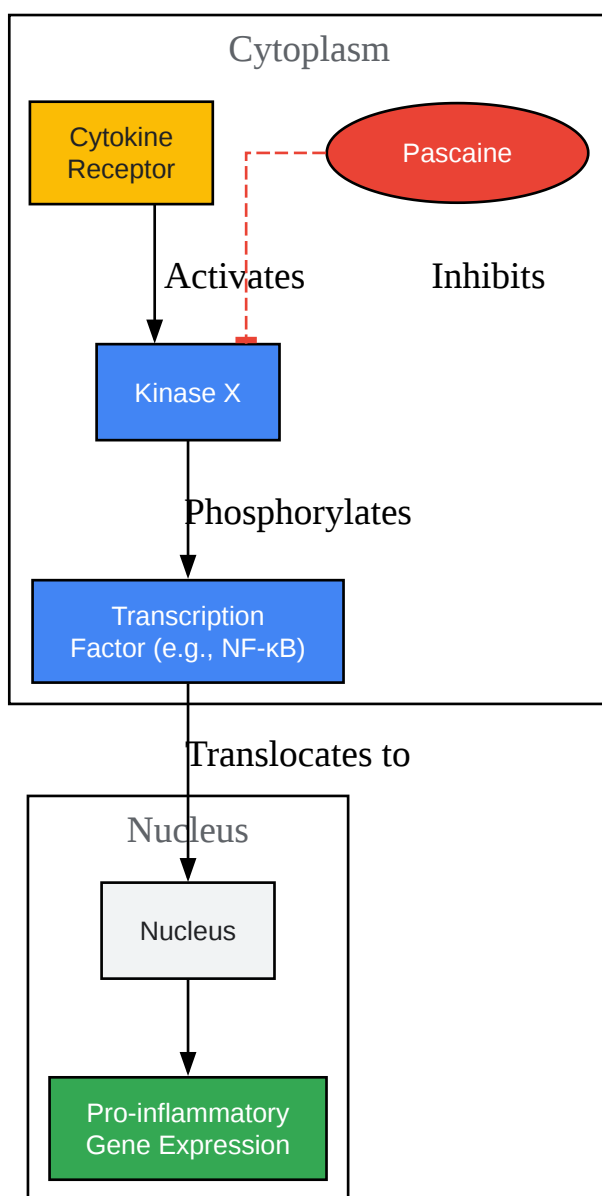 Cytoplasm
Cytokine
Receptor
Pascaine
Activates
Inhibits
Kinase X
Phosphorylates
Transcription
Factor (e.g., NF-κB)
Translocates to
Nucleus
Nucleus
Pro-inflammatory
Gene Expression